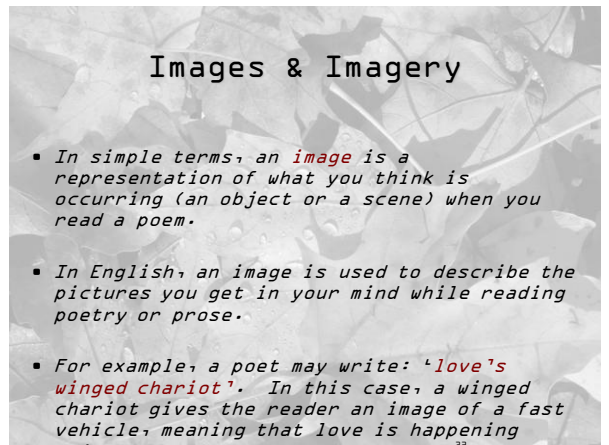 Images & Imagery
• In simple terms, an image is a
representation of what you think is
occurring (an object or a scene) when you
read a poem.
• In English, an image is used to describe the
pictures you get in your mind while reading
poetry or prose.
• For example, a poet may write: ‘love’s
winged chariot’. In this case, a winged
chariot gives the reader an image of a fast
vehicle, meaning that love is happening
33